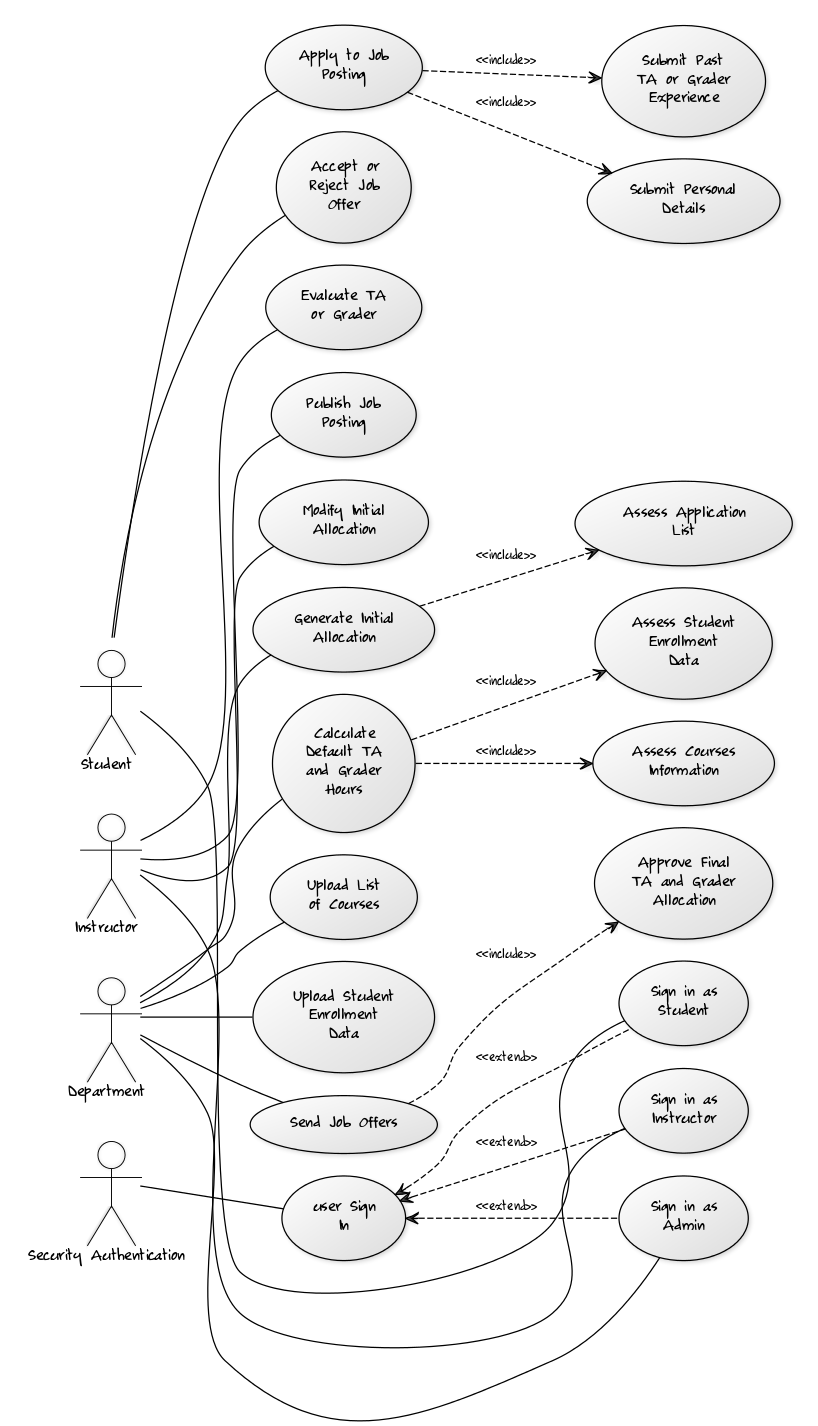 Apply to Job
Posting
<<include>>
Submit Past
TA or Grader
Experience
<<include>>
Accept or
Reject Job
Offer
Submit Personal
Details
Evaluate TA
or Grader
Publish Job
Posting
Modify Initial
Allocation
Assess Application
List
<<include>>
Generate Initial
Allocation
Assess Student
Enrollment
Data
<<include>>
Student
Calculate
Default TA
and Grader
Hours
<<include>>
Assess Courses
Information
Instructor
Upload List
of Courses
Approve Final
TA and Grader
Allocation
<<include>>
Department
Upload Student
Enrollment
Data
Sign in as
Student
<<extend>>
Send Job Offers
Sign in as
Instructor
<<extend>>
Security Authentication
user Sign
In
<<extend>>
Sign in as
Admin